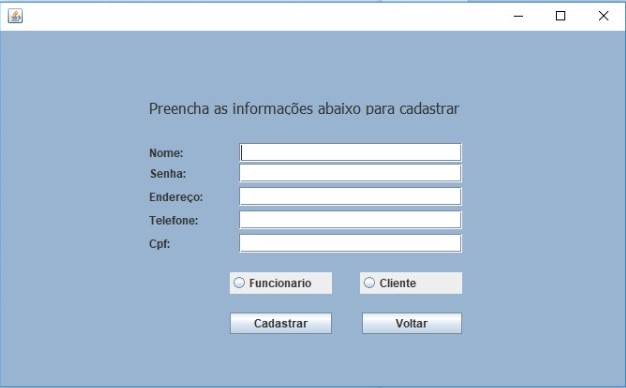 Preencha as informações abaixo para cadastrar
Nome:
Senha:
Endereço:
Telefone:
Cpf:
Funcionario Cliente
Cadastrar Voltar